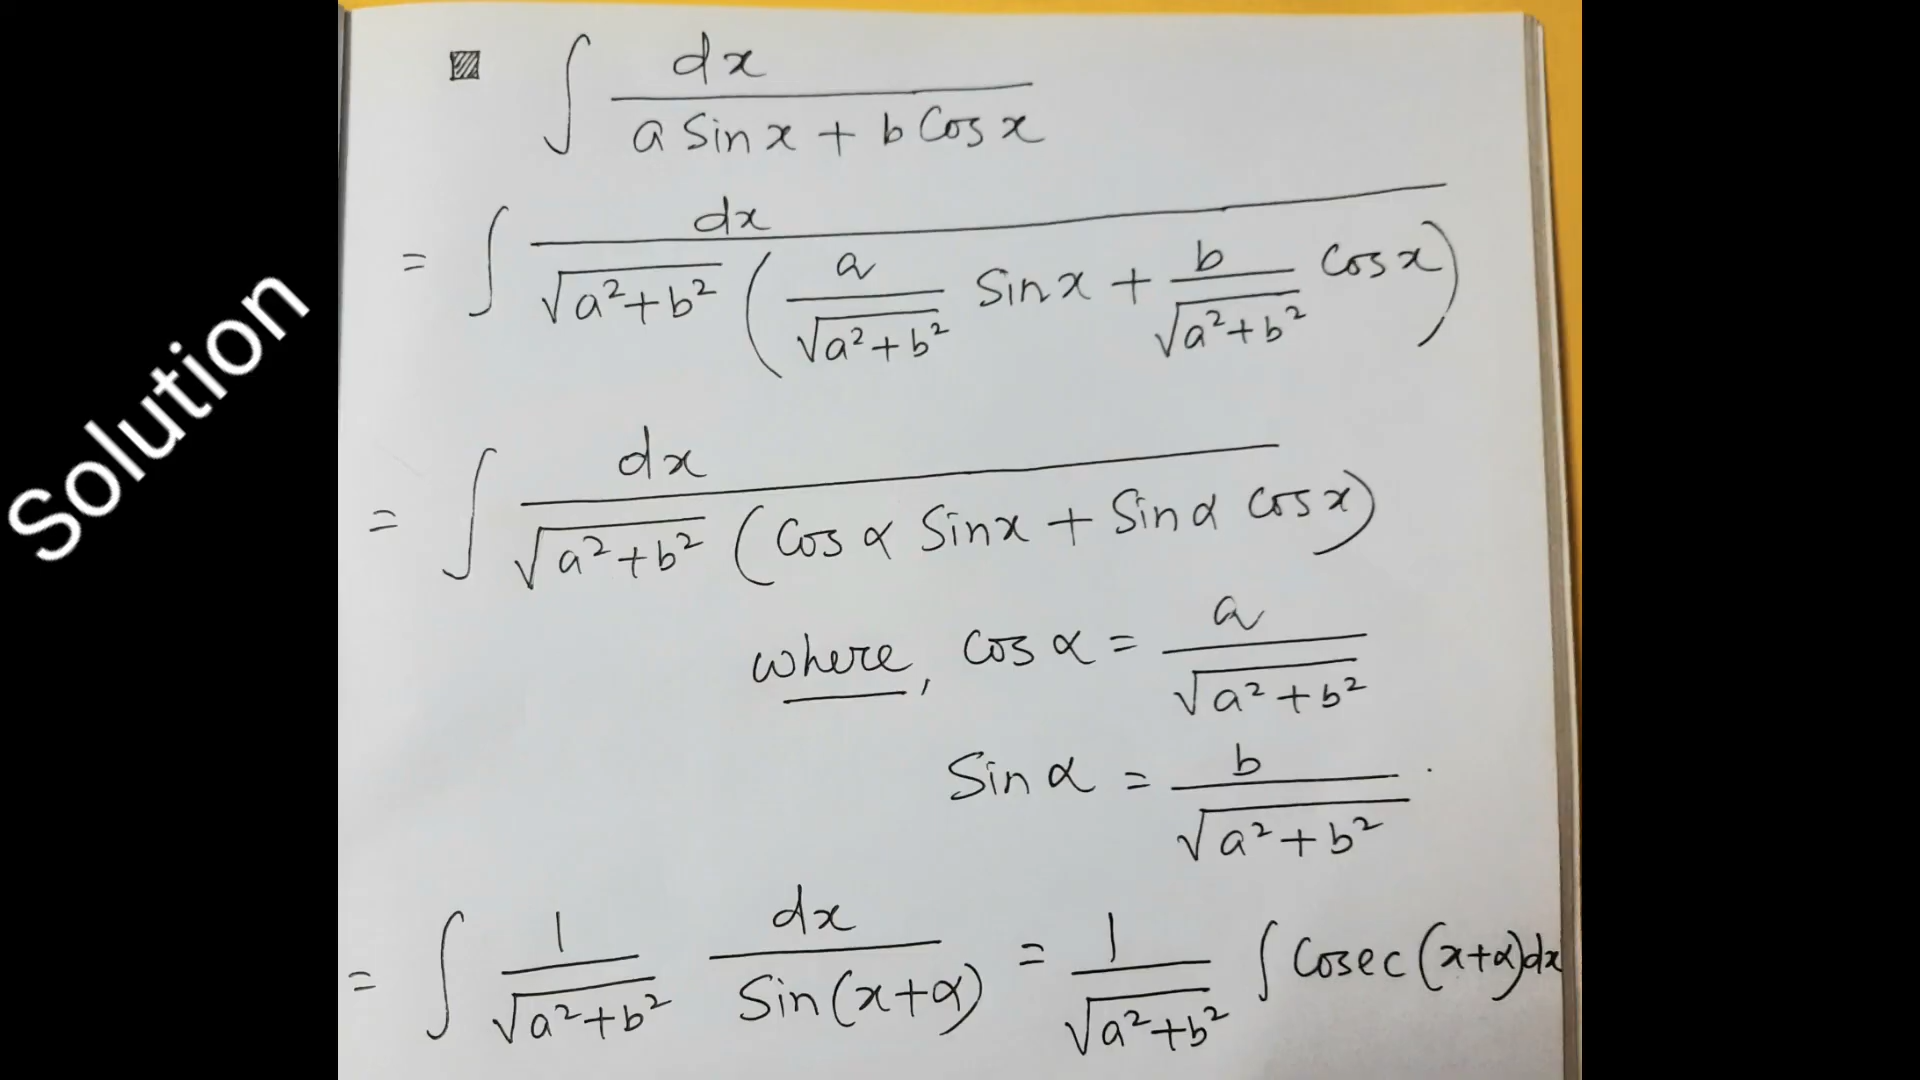 Solution
∫ dx / (a Sin x + b Cos x)
= ∫ dx / (√(a²+b²) (a/√(a²+b²) Sin x + b/√(a²+b²) Cos x))
= ∫ dx / (√(a²+b²) (Cos α Sin x + Sin α Cos x))
where, Cos α = a/√(a²+b²)
Sin α = b/√(a²+b²)
= ∫ 1/√(a²+b²) dx/Sin(x+α) = 1/√(a²+b²) ∫ Cosec (x+α) dx